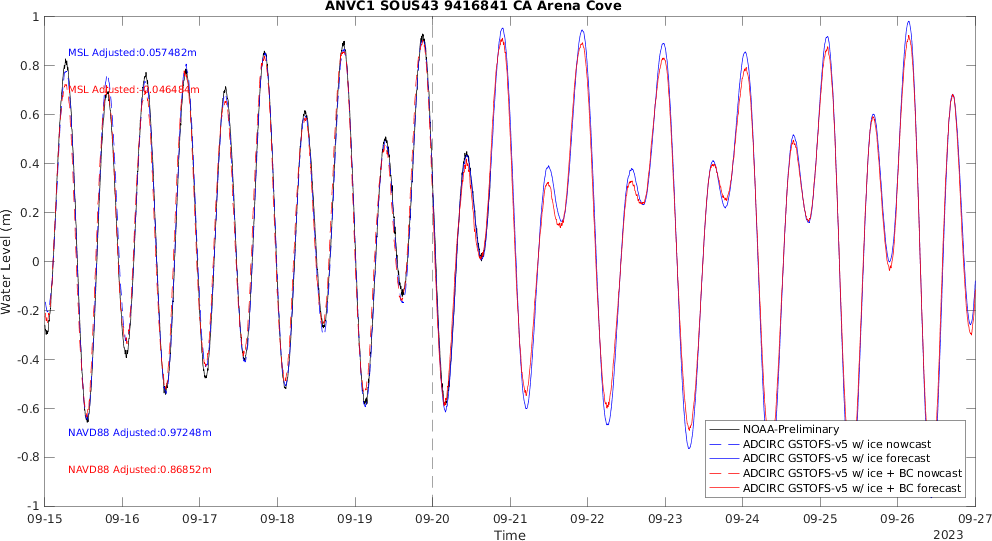 ANVC1 SOUS43 9416841 CA Arena Cove
MSL Adjusted:0.057482m
MSL Adjusted:-0.046484m
NAVD88 Adjusted:0.97248m
NAVD88 Adjusted:0.86852m
Water Level (m)
1
0.8
0.6
0.4
0.2
0
-0.2
-0.4
-0.6
-0.8
-1
NOAA-Preliminary
ADCIRC GSTOFS-v5 w/ ice nowcast
ADCIRC GSTOFS-v5 w/ ice forecast
ADCIRC GSTOFS-v5 w/ ice + BC nowcast
ADCIRC GSTOFS-v5 w/ ice + BC forecast
09-15 09-16 09-17 09-18 09-19 09-20 09-21 09-22 09-23 09-24 09-25 09-26 09-27
Time
2023